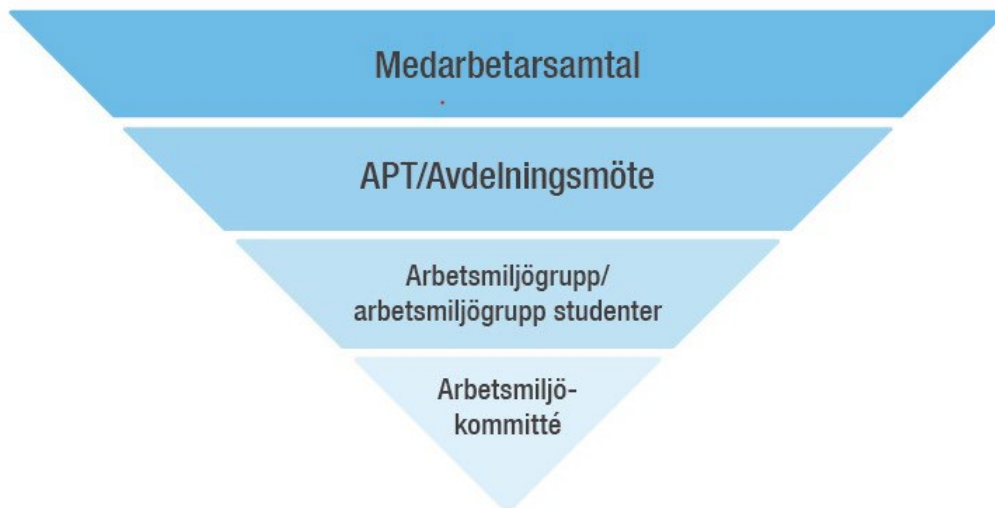 Medarbetarsamtal
APT/Avdelningsmöte
Arbetsmiljögrupp/
arbetsmiljögrupp studenter
Arbetsmiljö-
kommitté